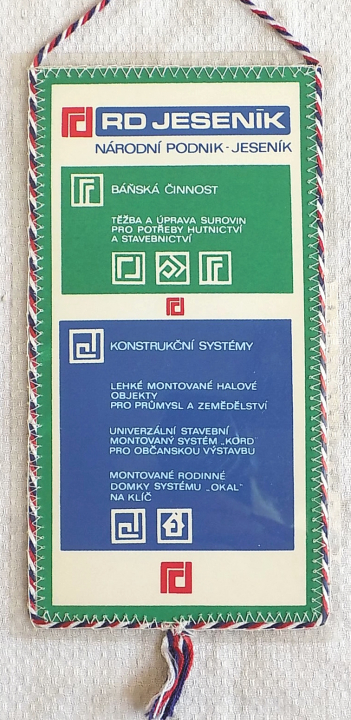 RD JESENÍK
NÁRODNÍ PODNIK - JESENÍK
BÁŇSKÁ ČINNOST
TĚŽBA A ÚPRAVA SUROVIN
PRO POTŘEBY HUTNICTVÍ
A STAVEBNICTVÍ
KONSTRUKČNÍ SYSTÉMY
LEHKÉ MONTOVANÉ HALOVÉ
OBJEKTY
PRO PRŮMYSL A ZEMĚDĚLSTVÍ
UNIVERZÁLNÍ STAVEBNÍ
MONTOVANÝ SYSTÉM „KORD"
PRO OBČANSKOU VÝSTAVBU
MONTOVANÉ RODINNÉ
DOMKY SYSTÉMU „OKAL"
NA KLÍČ